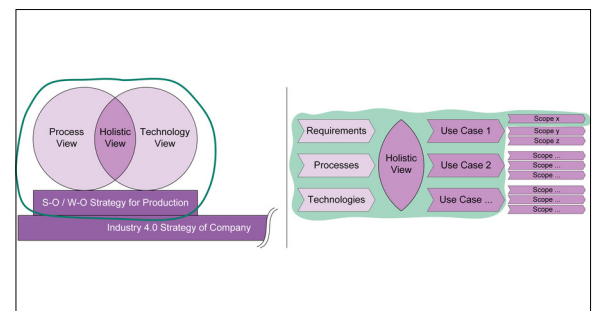 Process
View
Holistic
View
Technology
View
S-O / W-O Strategy for Production
Industry 4.0 Strategy of Company
Requirements
Processes
Technologies
Holistic
View
Use Case 1
Use Case 2
Use Case ...
Scope x
Scope y
Scope z
Scope ...
Scope ...
Scope ...
Scope ...
Scope ...
Scope ...